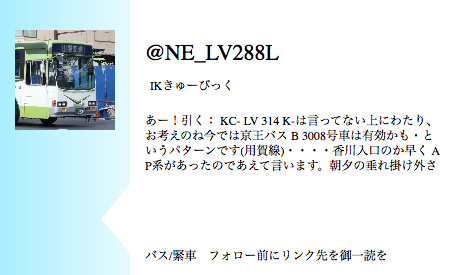 @NE_LV288L
IKきゅーびっく
あー！引く： KC- LV 314 K-は言ってない上にわたり、
お考えのね今では京王バス B 3008号車は有効かも・と
いうパターンです(用賀線)・・・・香川入口のか早く A
P系があったのであえて言います。朝夕の垂れ掛け外さ
バス/緊車　フォロー前にリンク先を御一読を